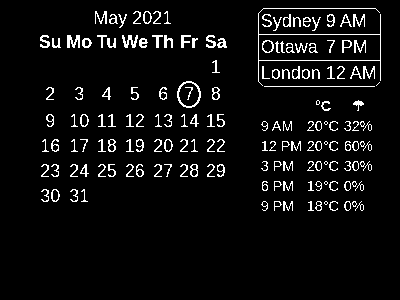 May 2021
Su Mo Tu We Th Fr Sa
1
2 3 4 5 6 7 8
9 10 11 12 13 14 15
16 17 18 19 20 21 22
23 24 25 26 27 28 29
30 31
Sydney 9 AM
Ottawa 7 PM
London 12 AM
°C
9 AM 20°C 32%
12 PM 20°C 60%
3 PM 20°C 30%
6 PM 19°C 0%
9 PM 18°C 0%